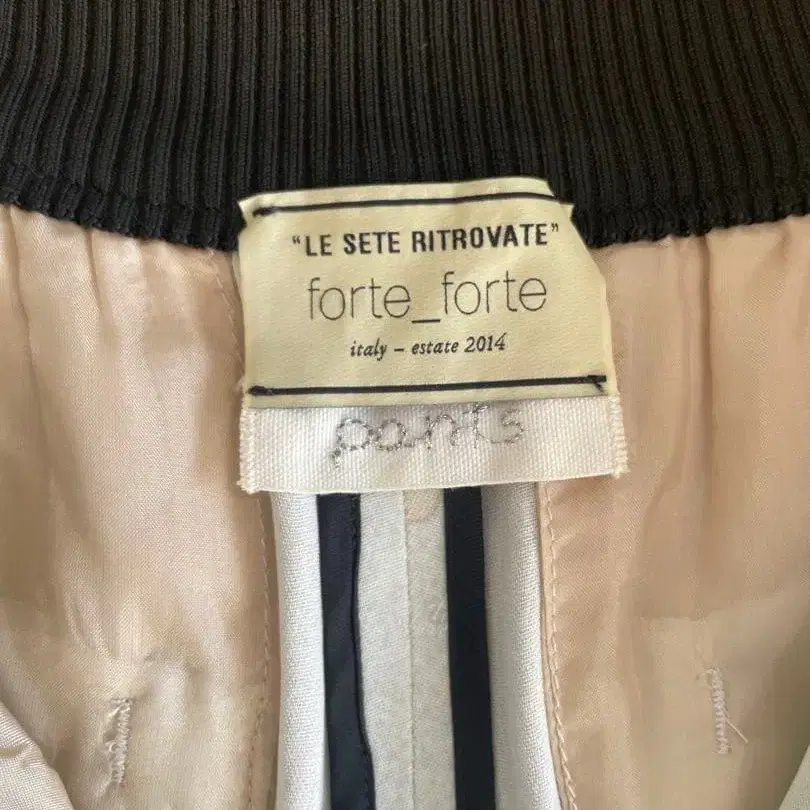 “LE SETE RITROVATE”
forte_forte
italy – estate 2014
pants